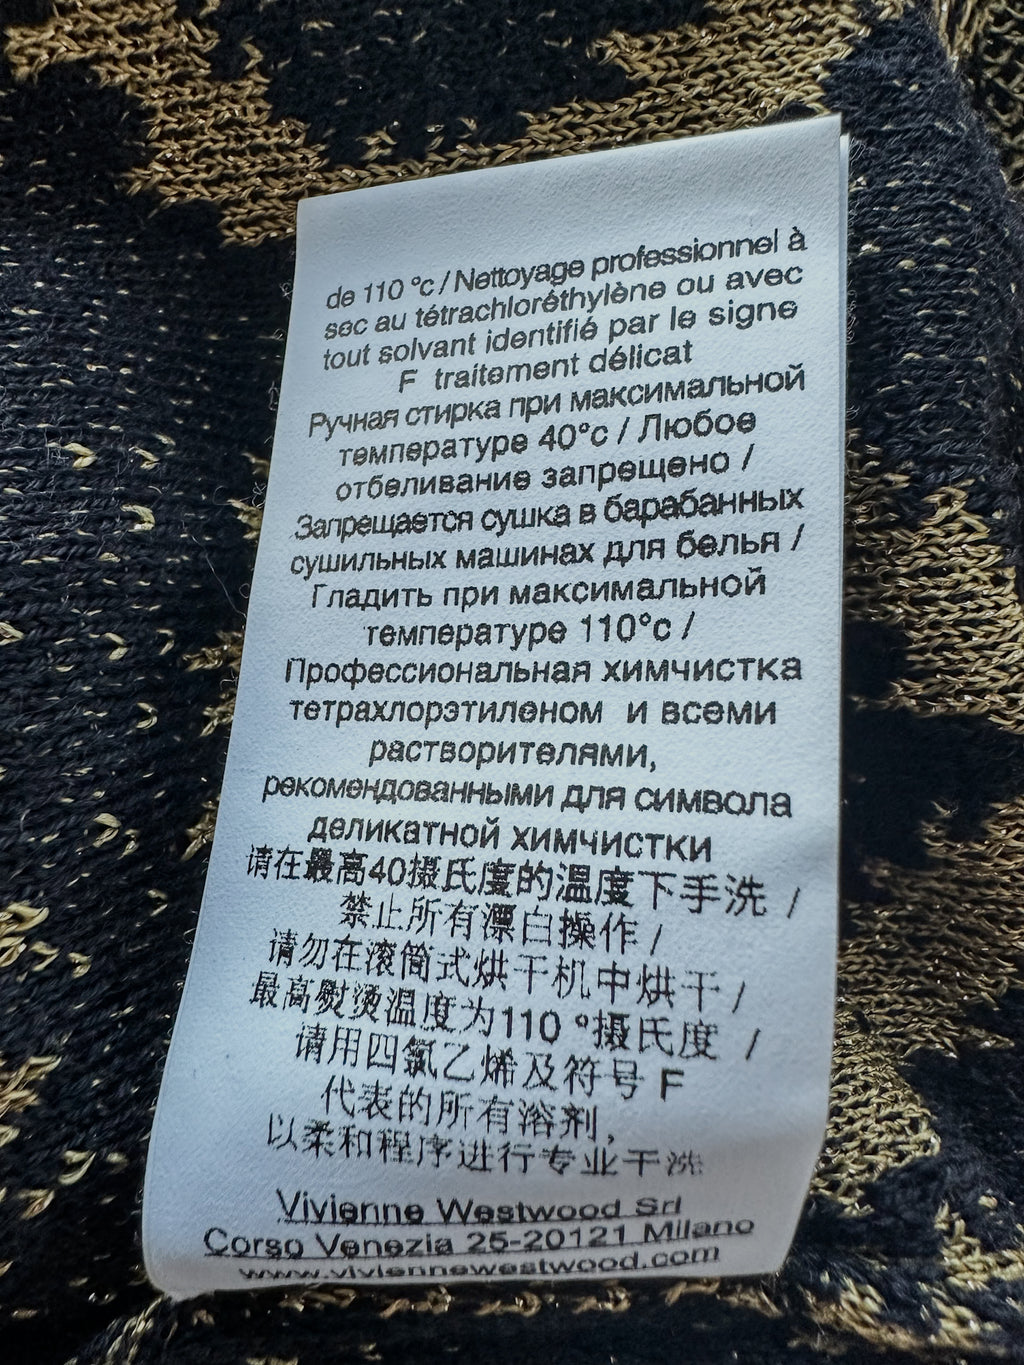 de 110 °c / Nettoyage professionnel à
sec au tétrachloréthylène ou avec
tout solvant identifié par le signe
F traitement délicat
Ручная стирка при максимальной
температуре 40°c / Любое
отбеливание запрещено /
Запрещается сушка в барабанных
сушильных машинах для белья /
Гладить при максимальной
температуре 110°c /
Профессиональная химчистка
тетрахлорэтиленом и всеми
растворителями,
рекомендованными для символа
деликатной химчистки
请在最高40摄氏度的温度下手洗 /
禁止所有漂白操作 /
请勿在滚筒式烘干机中烘干 /
最高熨烫温度为110 °摄氏度 /
请用四氯乙烯及符号 F
代表的所有溶剂,
以柔和程序进行专业干洗
Vivienne Westwood Srl
Corso Venezia 25-20121 Milano
www.viviennewestwood.com